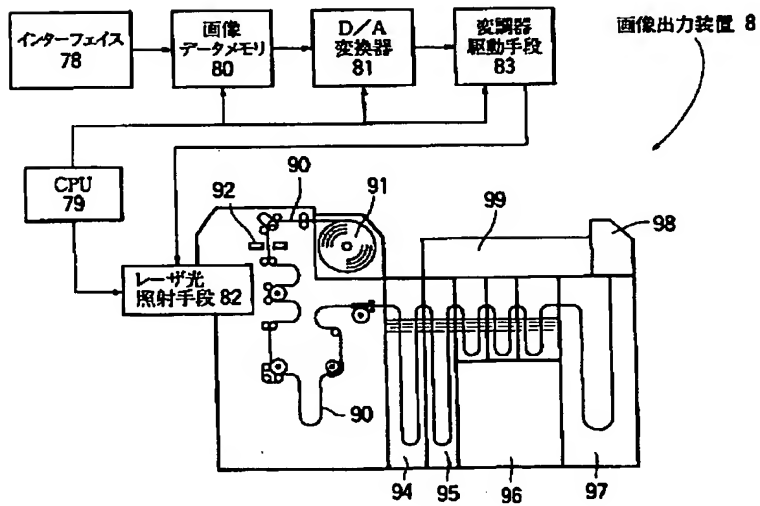 インターフェイス
78
画像
データメモリ
80
D/A
変換器
81
変調器
駆動手段
83
画像出力装置 8
CPU
79
92
90
91
99
98
レーザ光
照射手段 82
90
94
95
96
97